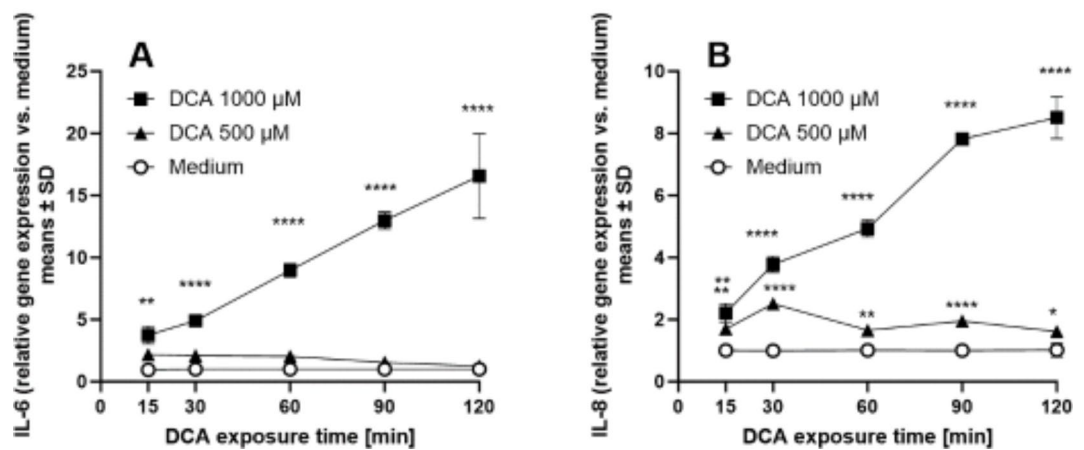 A
IL-6 (relative gene expression vs. medium)
means ± SD
25
20
15
10
5
0
DCA 1000 µM
DCA 500 µM
Medium
**
****
****
****
****
0 15 30 60 90 120
DCA exposure time [min]
B
IL-8 (relative gene expression vs. medium)
means ± SD
10
8
6
4
2
0
DCA 1000 µM
DCA 500 µM
Medium
**
**
****
****
****
****
****
**
****
*
0 15 30 60 90 120
DCA exposure time [min]